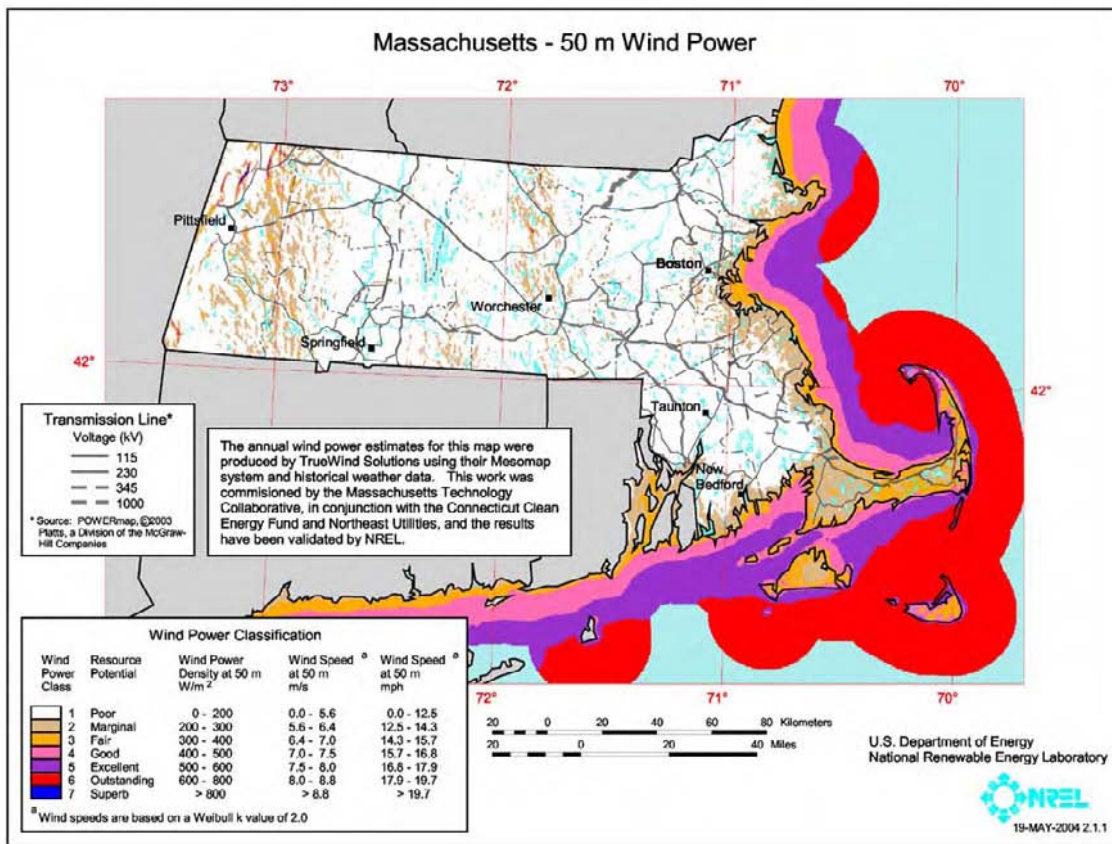 Massachusetts - 50 m Wind Power
73° 72° 71° 70°
Pittsfield
Boston
Worchester
Springfield
42° 42°
Taunton
New
Bedford
Transmission Line*
Voltage (kV)
115
230
345
1000
* Source: POWERmap, ©2003
Platts, a Division of the McGraw-
Hill Companies
The annual wind power estimates for this map were
produced by TrueWind Solutions using their Mesomap
system and historical weather data. This work was
commisioned by the Massachusetts Technology
Collaborative, in conjunction with the Connecticut Clean
Energy Fund and Northeast Utilities, and the results
have been validated by NREL.
72° 71° 70°
Wind Power Classification
Wind Resource Wind Power Wind Speed a Wind Speed a
Power Potential Density at 50 m at 50 m at 50 m
Class W/m 2 m/s mph
1 Poor 0 - 200 0.0 - 5.6 0.0 - 12.5
2 Marginal 200 - 300 5.6 - 6.4 12.5 - 14.3
3 Fair 300 - 400 6.4 - 7.0 14.3 - 15.7
4 Good 400 - 500 7.0 - 7.5 15.7 - 16.8
5 Excellent 500 - 600 7.5 - 8.0 16.8 - 17.9
6 Outstanding 600 - 800 8.0 - 8.8 17.9 - 19.7
7 Superb > 800 > 8.8 > 19.7
a Wind speeds are based on a Weibull k value of 2.0
20 0 20 40 60 80 Kilometers
20 0 20 40 Miles
U.S. Department of Energy
National Renewable Energy Laboratory
NREL
19-MAY-2004 2.1.1